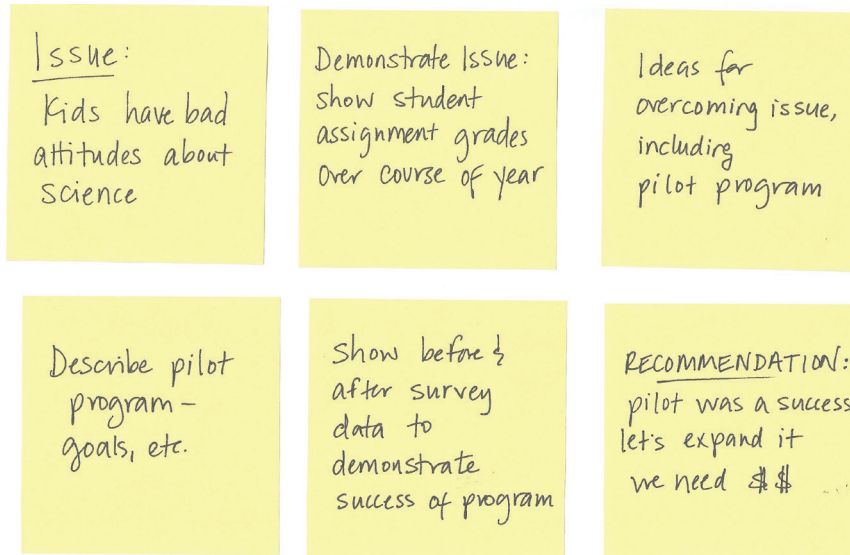 Issue:
Kids have bad
attitudes about
science
Demonstrate Issue:
show student
assignment grades
over course of year
Ideas for
overcoming issue,
including
pilot program
Describe pilot
program –
goals, etc.
Show before &
after survey
data to
demonstrate
success of program
RECOMMENDATION:
pilot was a success
let's expand it
we need $$